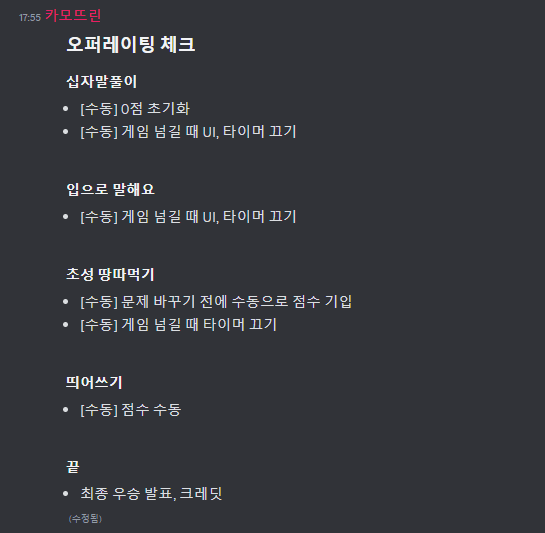 17:55 카모뜨린
오퍼레이팅 체크
십자말풀이
• [수동] 0점 초기화
• [수동] 게임 넘길 때 UI, 타이머 끄기
입으로 말해요
• [수동] 게임 넘길 때 UI, 타이머 끄기
초성 땅따먹기
• [수동] 문제 바꾸기 전에 수동으로 점수 기입
• [수동] 게임 넘길 때 타이머 끄기
띄어쓰기
• [수동] 점수 수동
끝
• 최종 우승 발표, 크레딧
(수정됨)